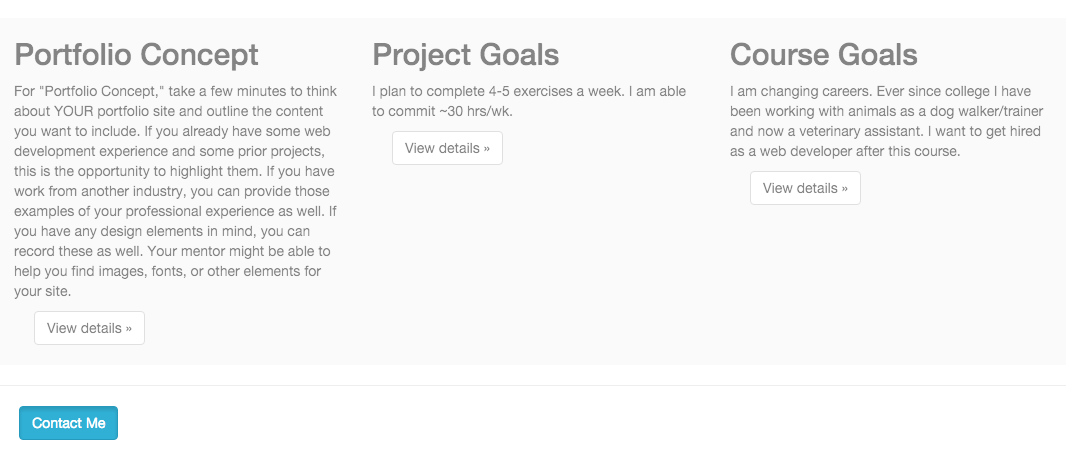 Portfolio Concept
For "Portfolio Concept," take a few minutes to think
about YOUR portfolio site and outline the content
you want to include. If you already have some web
development experience and some prior projects,
this is the opportunity to highlight them. If you have
work from another industry, you can provide those
examples of your professional experience as well. If
you have any design elements in mind, you can
record these as well. Your mentor might be able to
help you find images, fonts, or other elements for
your site.
View details »
Project Goals
I plan to complete 4-5 exercises a week. I am able
to commit ~30 hrs/wk.
View details »
Course Goals
I am changing careers. Ever since college I have
been working with animals as a dog walker/trainer
and now a veterinary assistant. I want to get hired
as a web developer after this course.
View details »
Contact Me